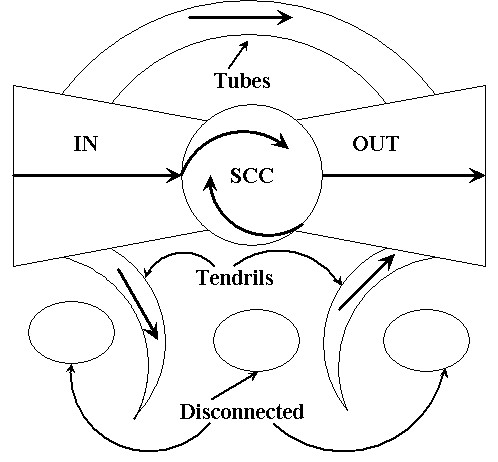 Tubes
IN
SCC
OUT
Tendrils
Disconnected